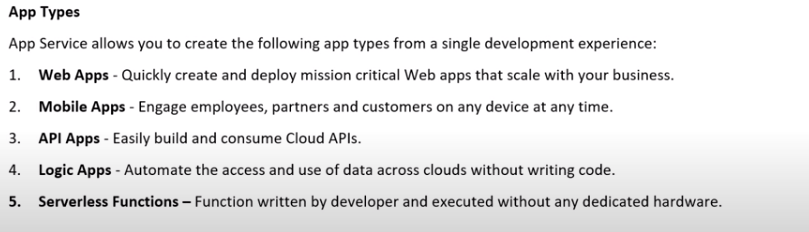 App Types
App Service allows you to create the following app types from a single development experience:
1. Web Apps - Quickly create and deploy mission critical Web apps that scale with your business.
2. Mobile Apps - Engage employees, partners and customers on any device at any time.
3. API Apps - Easily build and consume Cloud APIs.
4. Logic Apps - Automate the access and use of data across clouds without writing code.
5. Serverless Functions – Function written by developer and executed without any dedicated hardware.